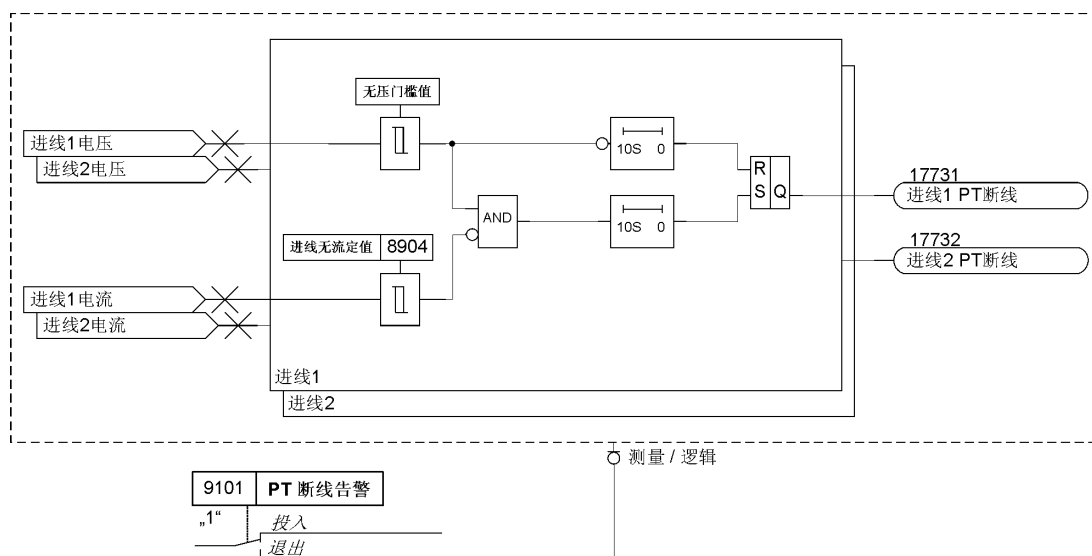 无压门槛值
进线1电压
进线2电压
10S 0
R
S Q
17731
进线1 PT断线
AND
10S 0
进线无流定值 8904
17732
进线2 PT断线
进线1电流
进线2电流
进线1
进线2
测量 / 逻辑
9101 PT 断线告警
„1“
投入
退出